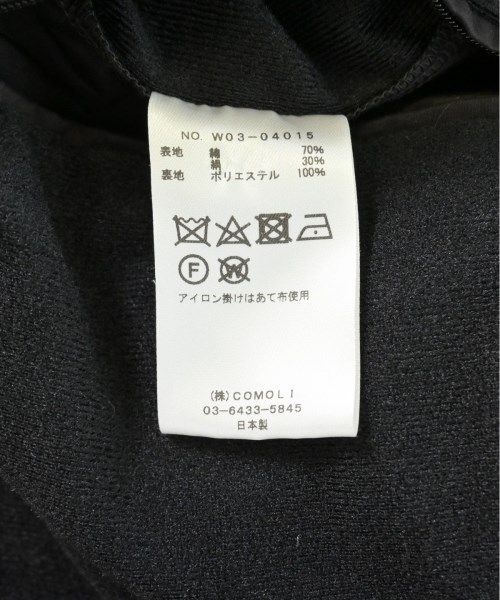 NO. W03-04015
表地 綿 70%
絹 30%
裏地 ポリエステル 100%
F W
アイロン掛けはあて布使用
(株)COMOLI
03-6433-5845
日本製